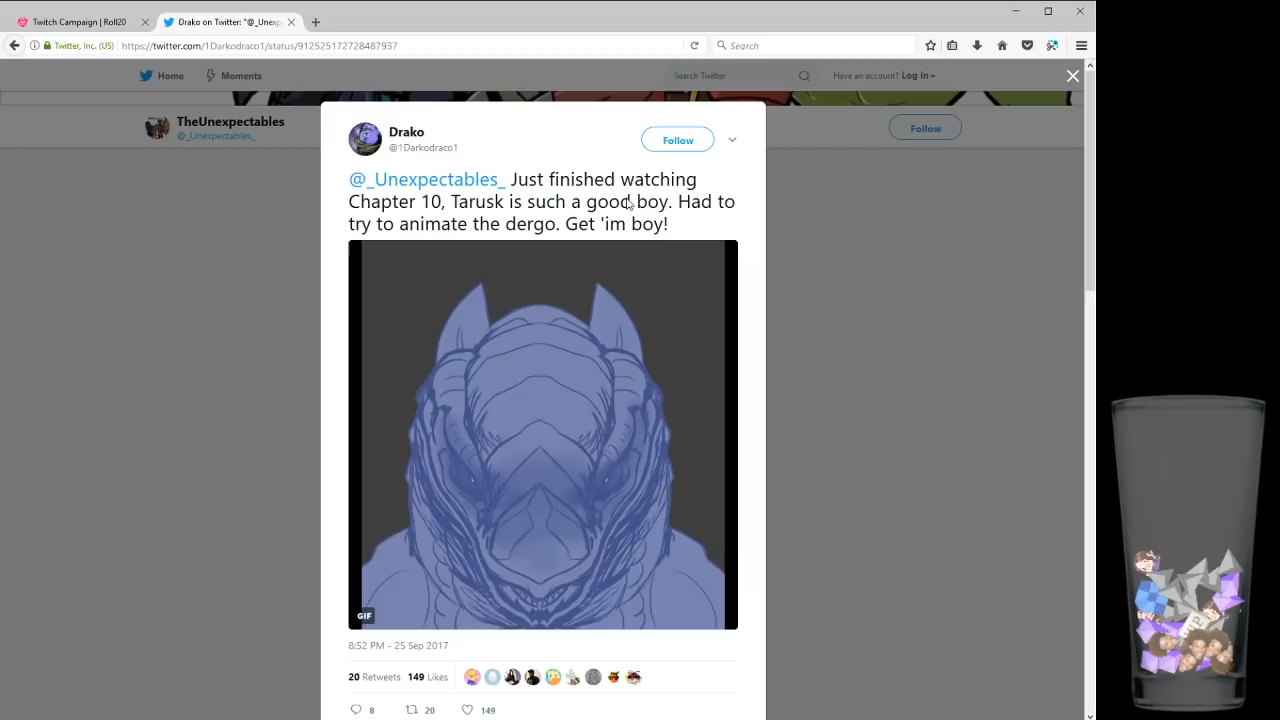 Twitch Campaign | Roll20
Drako on Twitter: "@_Unexp
Twitter, Inc. (US)
https://twitter.com/1Darkodraco1/status/912525172728487937
Search
Home
Moments
Search Twitter
Have an account? Log in
TheUnexpectables
@_Unexpectables_
Follow
Drako
@1Darkodraco1
Follow
@_Unexpectables_ Just finished watching
Chapter 10, Tarusk is such a good boy. Had to
try to animate the dergo. Get 'im boy!
GIF
8:52 PM - 25 Sep 2017
20 Retweets 149 Likes
8 20 149